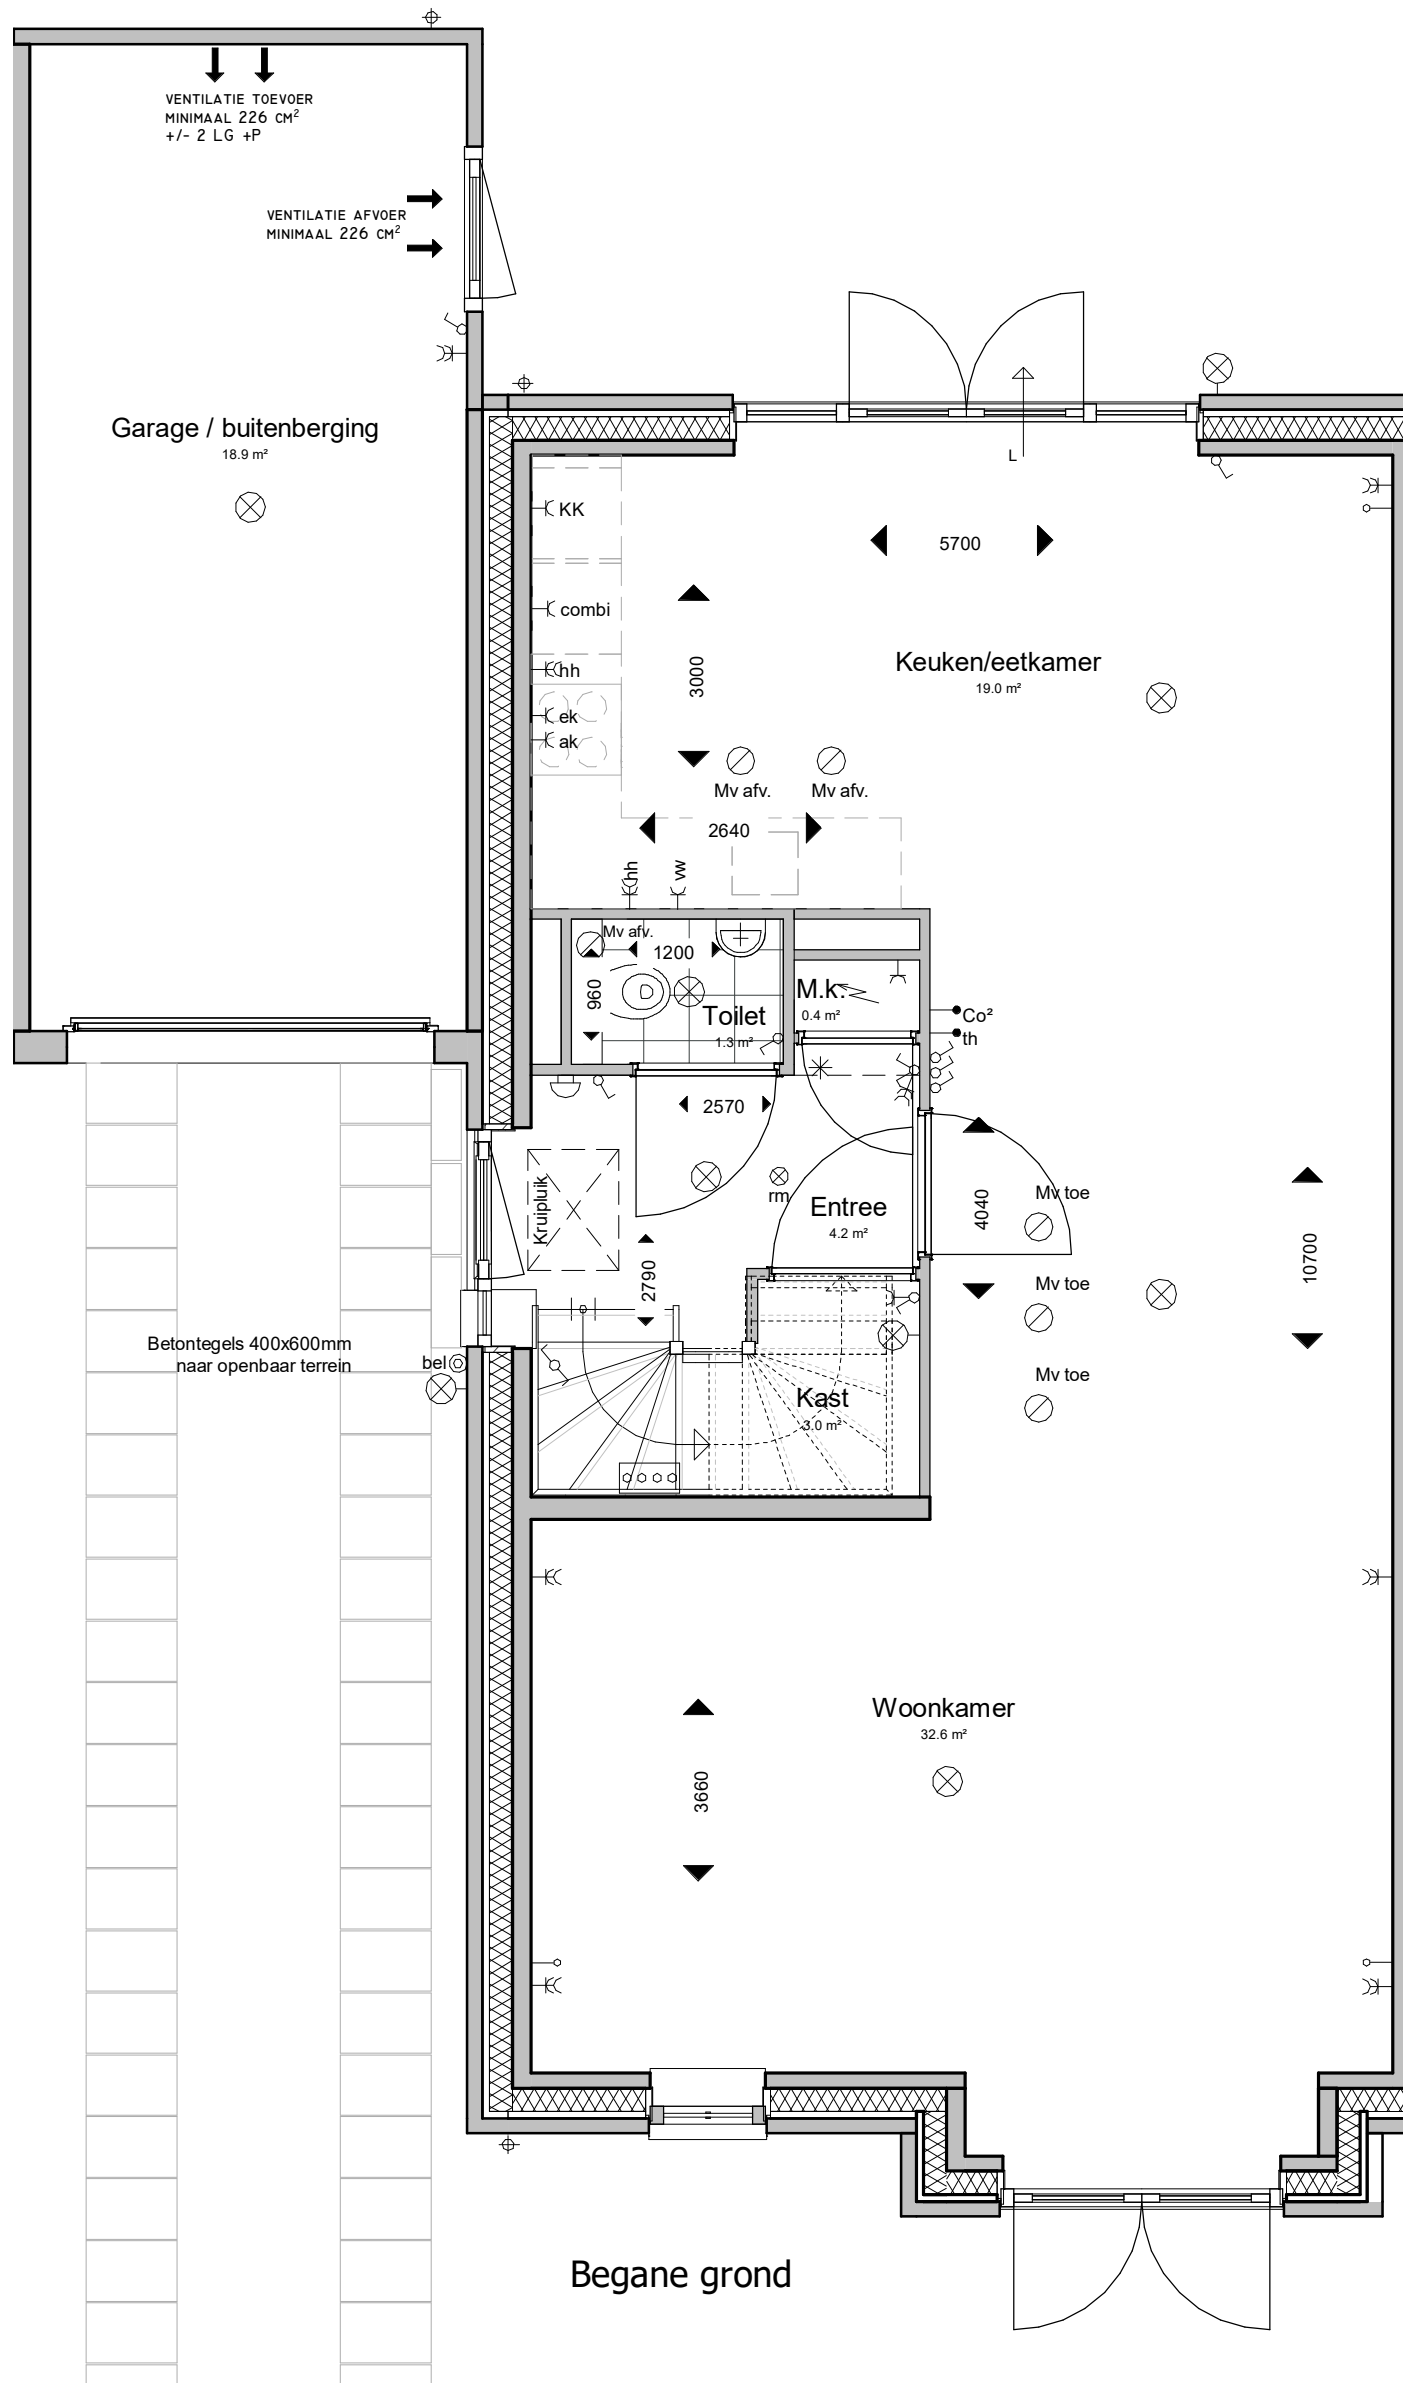 VENTILATIE TOEVOER
MINIMAAL 226 CM²
+/- 2 LG +P
VENTILATIE AFVOER
MINIMAAL 226 CM²
Garage / buitenberging
18.9 m²
L
KK
5700
combi
3000
Keuken/eetkamer
19.0 m²
hh
ek
ak
Mv afv.
Mv afv.
2640
hh
vw
Mv afv.
1200
960
M.k.
0.4 m²
Toilet
1.3 m²
Co²
th
2570
Kruipluik
rm
Entree
4.2 m²
4040
Mv toe
10700
2790
Mv toe
Betontegels 400x600mm
naar openbaar terrein
bel
Mv toe
Kast
3.0 m²
Woonkamer
32.6 m²
3660
Begane grond